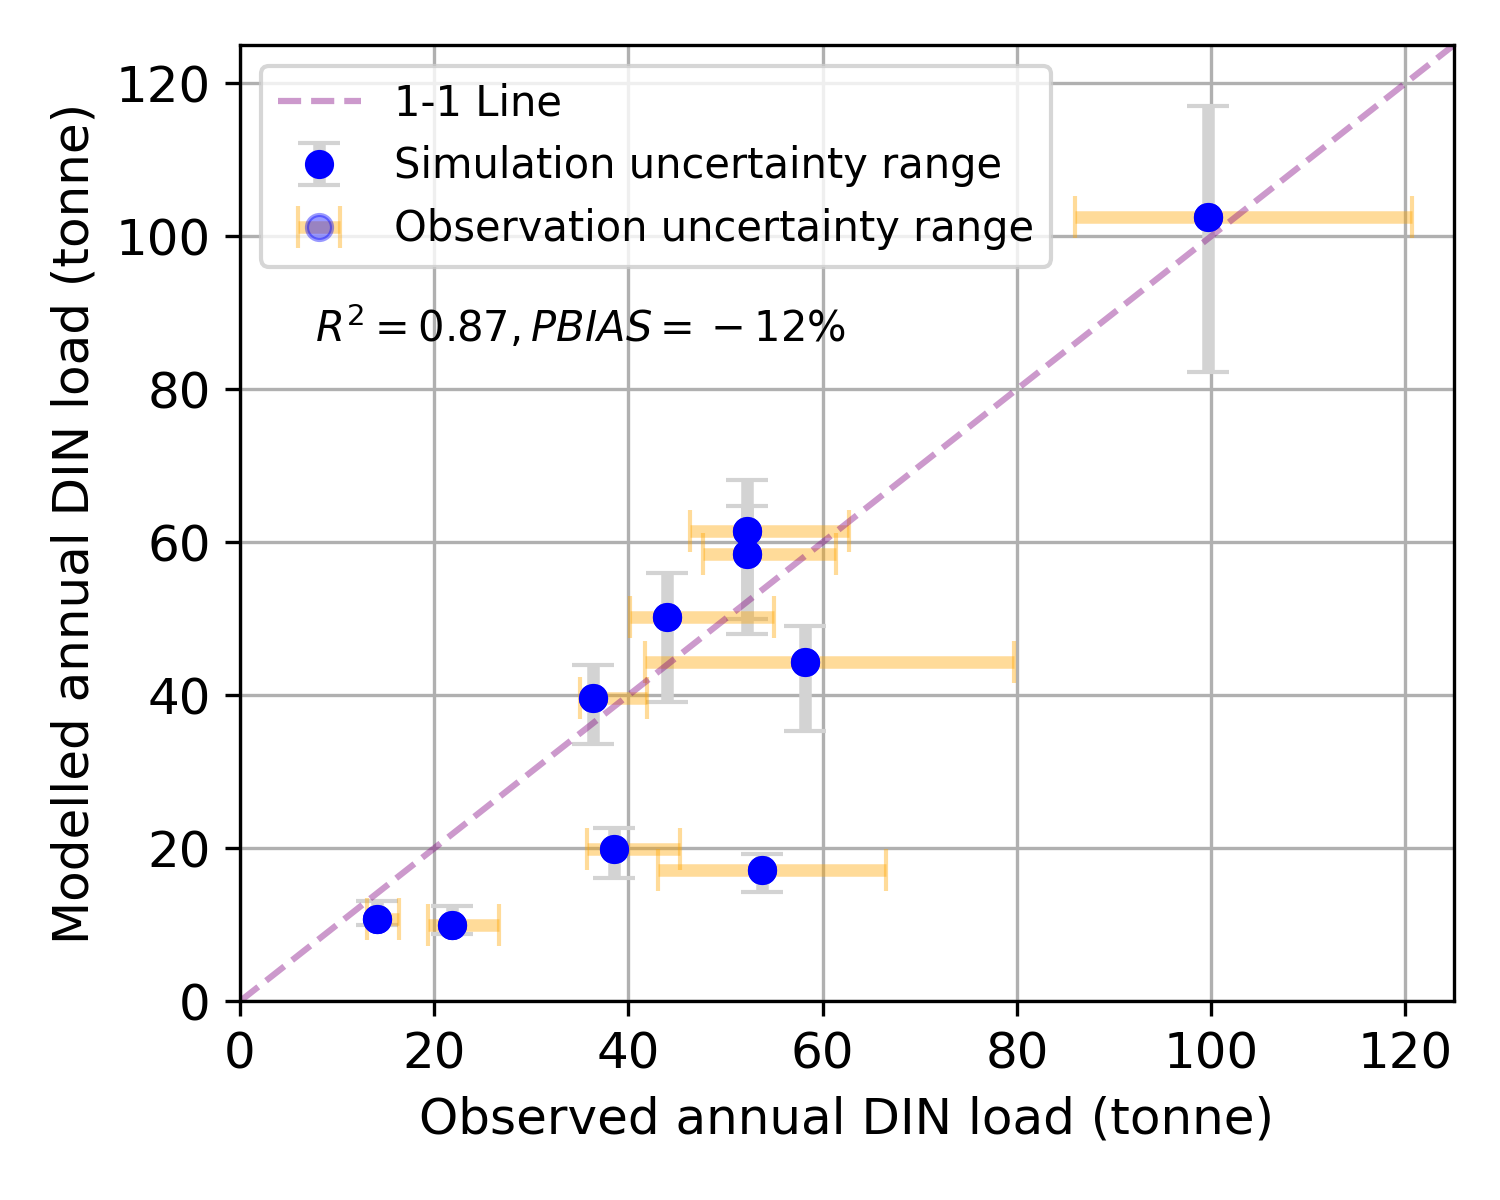 1-1 Line
Simulation uncertainty range
Observation uncertainty range
R² = 0.87, PBIAS = −12%
120
100
80
60
40
20
0
0 20 40 60 80 100 120
Observed annual DIN load (tonne)
Modelled annual DIN load (tonne)